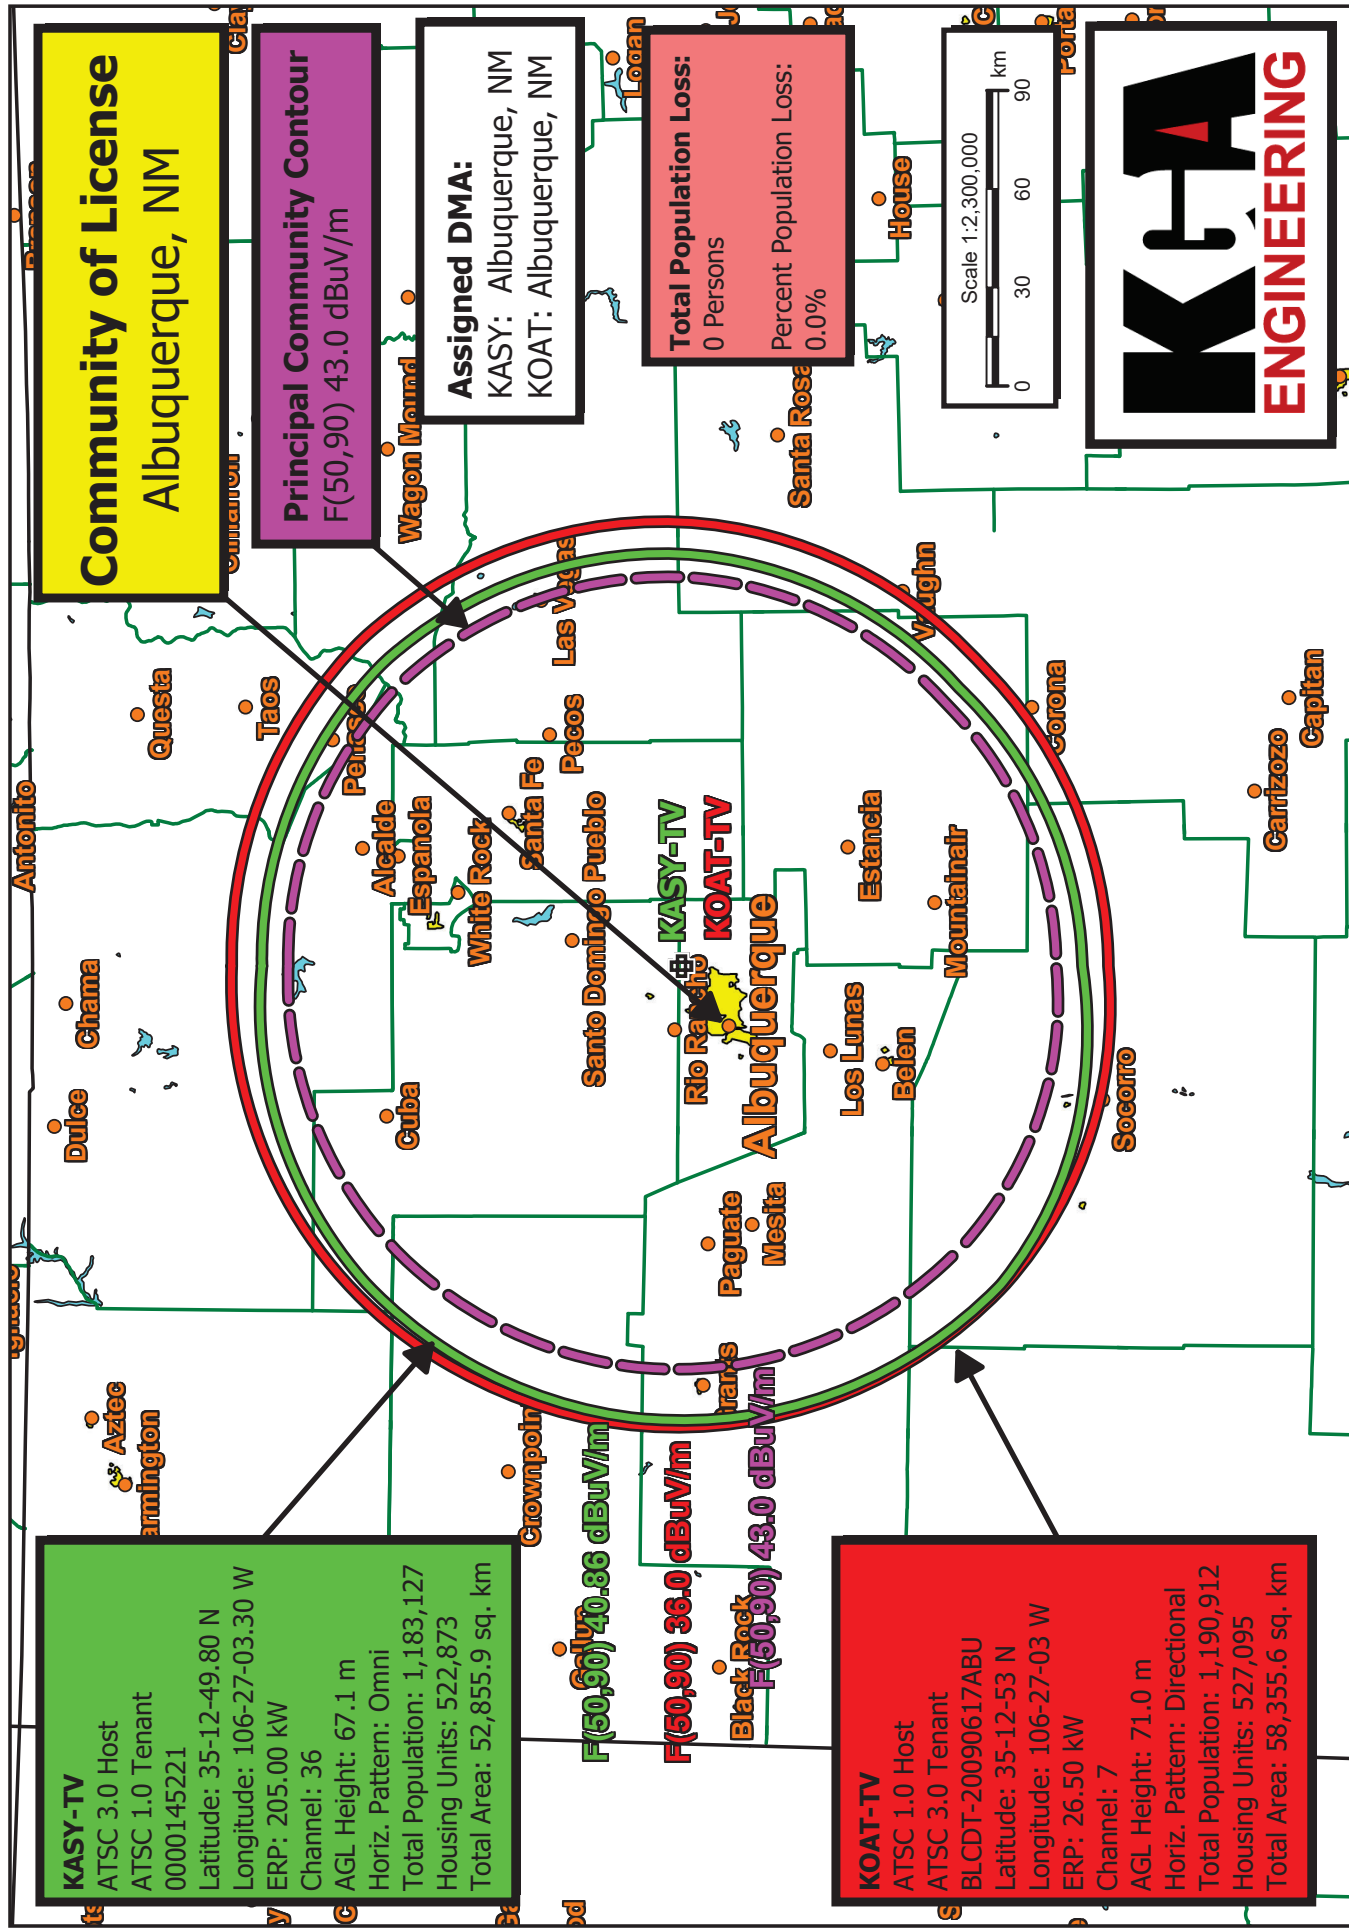 Community of License
Albuquerque, NM
Principal Community Contour
F(50,90) 43.0 dBuV/m
Assigned DMA:
KASY: Albuquerque, NM
KOAT: Albuquerque, NM
Total Population Loss:
0 Persons
Percent Population Loss:
0.0%
Scale 1:2,300,000
0 30 60 90 km
K&A
ENGINEERING
KASY-TV
ATSC 3.0 Host
ATSC 1.0 Tenant
0000145221
Latitude: 35-12-49.80 N
Longitude: 106-27-03.30 W
ERP: 205.00 kW
Channel: 36
AGL Height: 67.1 m
Horiz. Pattern: Omni
Total Population: 1,183,127
Housing Units: 522,873
Total Area: 52,855.9 sq. km
KOAT-TV
ATSC 1.0 Host
ATSC 3.0 Tenant
BLCDT-20090617ABU
Latitude: 35-12-53 N
Longitude: 106-27-03 W
ERP: 26.50 kW
Channel: 7
AGL Height: 71.0 m
Horiz. Pattern: Directional
Total Population: 1,190,912
Housing Units: 527,095
Total Area: 58,355.6 sq. km
F(50,90) 40.86 dBuV/m
F(50,90) 36.0 dBuV/m
F(50,90) 43.0 dBuV/m
KASY-TV
KOAT-TV
Antonito
Dulce
Chama
Questa
Taos
Aztec
armington
Cuba
Alcalde
Espanola
White Rock
Santa Fe
Pecos
Las Vegas
Wagon Mound
Logan
Crownpoin
Santo Domingo Pueblo
Rio Rancho
Albuquerque
Paguate
Mesita
Black Rock
Santa Rosa
House
Los Lunas
Belen
Estancia
Mountainair
Vaughn
Corona
Socorro
Carrizozo
Capitan
Porta